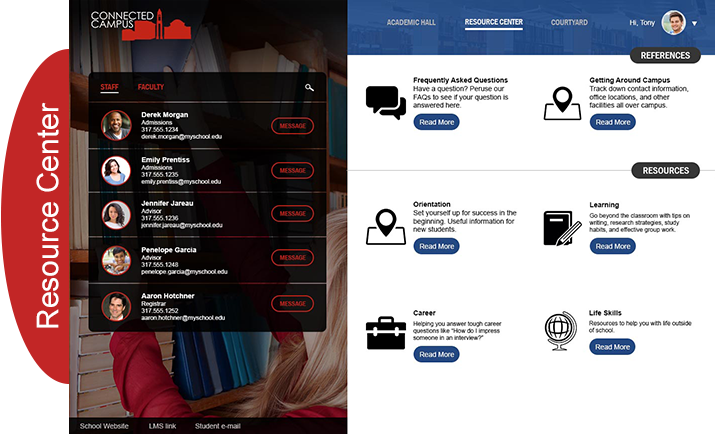 Resource Center
CONNECTED
CAMPUS
STAFF FACULTY
Derek Morgan
Admissions
317.555.1234
derek.morgan@myschool.edu
MESSAGE
Emily Prentiss
Admissions
317.555.1235
emily.prentiss@myschool.edu
MESSAGE
Jennifer Jareau
Advisor
317.555.1236
jennifer.jareau@myschool.edu
MESSAGE
Penelope Garcia
Advisor
317.555.1248
penelope.garcia@myschool.edu
MESSAGE
Aaron Hotchner
Registrar
317.555.1252
aaron.hotchner@myschool.edu
MESSAGE
School Website LMS link Student e-mail
ACADEMIC HALL RESOURCE CENTER COURTYARD Hi, Tony
REFERENCES
Frequently Asked Questions
Have a question? Peruse our
FAQs to see if your question is
answered here.
Read More
Getting Around Campus
Track down contact information,
office locations, and other
facilities all over campus.
Read More
RESOURCES
Orientation
Set yourself up for success in the
beginning. Useful information for
new students.
Read More
Learning
Go beyond the classroom with tips on
writing, research strategies, study
habits, and effective group work.
Read More
Career
Helping you answer tough career
questions like "How do I impress
someone in an interview?"
Read More
Life Skills
Resources to help you with life outside
of school.
Read More